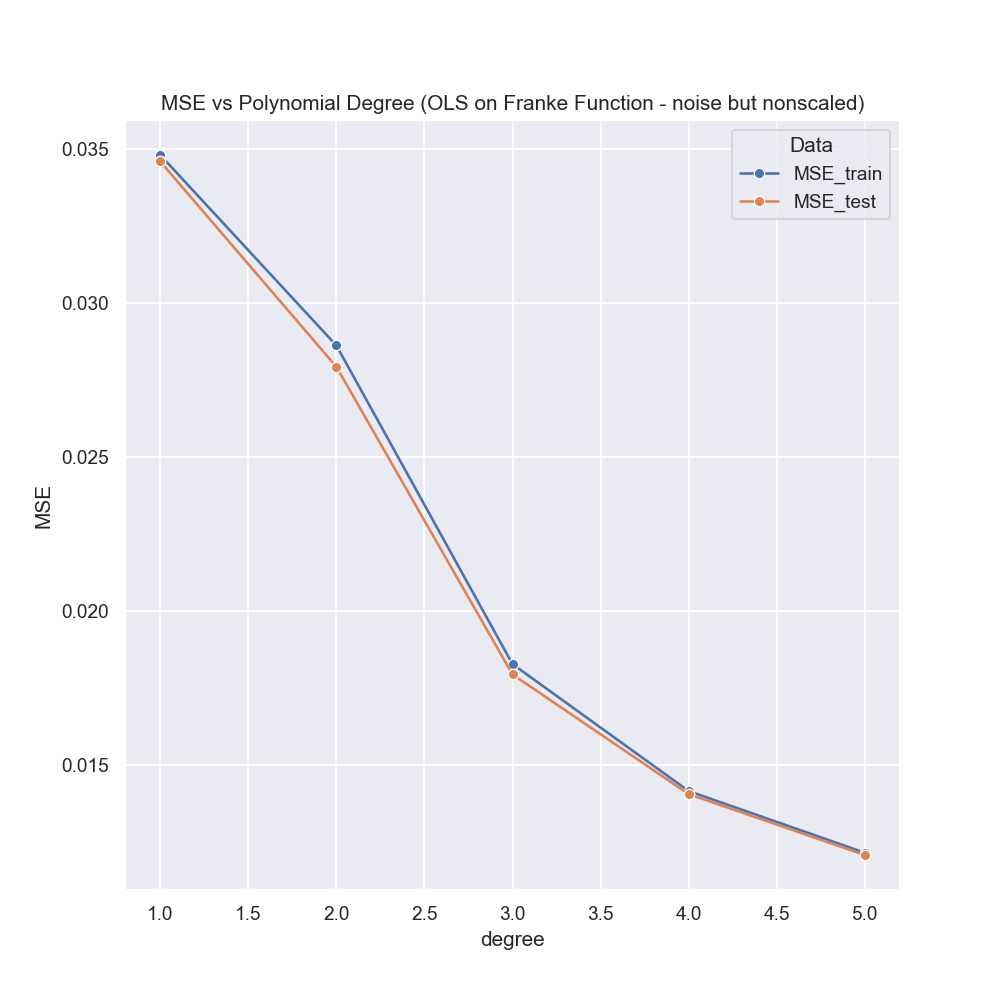 MSE vs Polynomial Degree (OLS on Franke Function - noise but nonscaled)
Data
MSE_train
MSE_test
0.035
0.030
0.025
0.020
0.015
MSE
1.0 1.5 2.0 2.5 3.0 3.5 4.0 4.5 5.0
degree